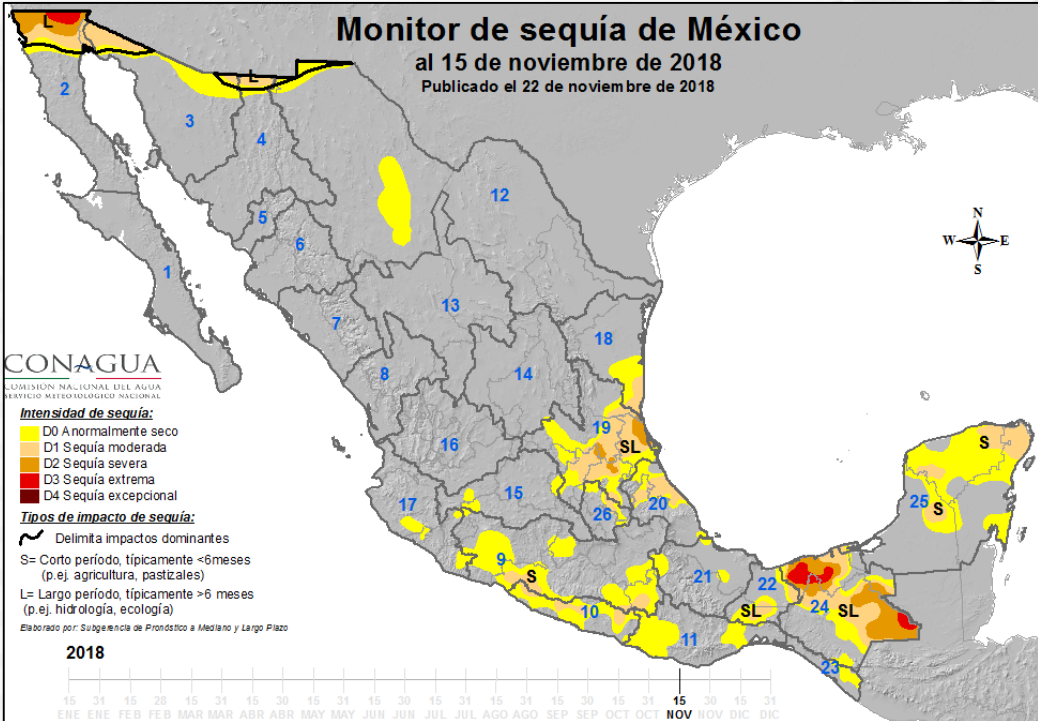 Monitor de sequía de México
al 15 de noviembre de 2018
Publicado el 22 de noviembre de 2018
L
L
2
3
4
12
5
6
1
N
W E
S
13
7
18
8
14
CONAGUA
COMISIÓN NACIONAL DEL AGUA
SERVICIO METEOROLÓGICO NACIONAL
Intensidad de sequía:
D0 Anormalmente seco
D1 Sequía moderada
D2 Sequía severa
D3 Sequía extrema
D4 Sequía excepcional
19
SL
16
S
15
17
20
26
25
S
Tipos de impacto de sequía:
Delimita impactos dominantes
S= Corto período, típicamente <6meses
(p.ej. agricultura, pastizales)
L= Largo período, típicamente >6 meses
(p.ej. hidrología, ecología)
Elaborado por: Subgerencia de Pronóstico a Mediano y Largo Plazo
9
S
21
22
10
SL
24
SL
11
23
2018
15 31 15 28 15 31 15 30 15 31 15 30 15 31 15 31 15 30 15 31 15 30 15 31
ENE ENE FEB FEB MAR MAR ABR ABR MAY MAY JUN JUN JUL JUL AGO AGO SEP SEP OCT OCT NOV NOV DIC DIC